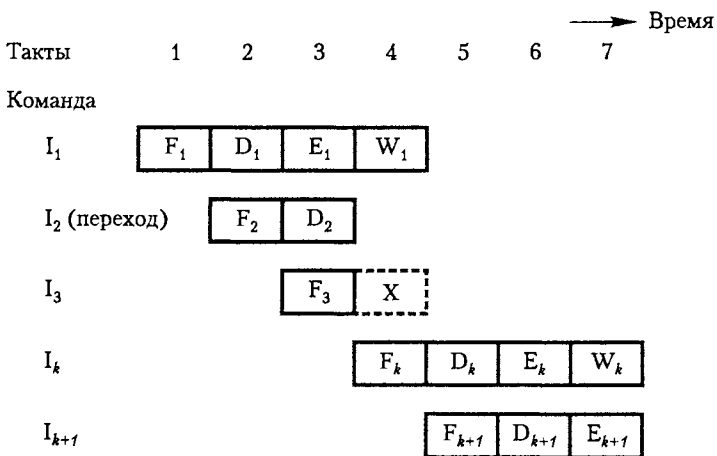 Время
Такты 1 2 3 4 5 6 7
Команда
I₁ F₁ D₁ E₁ W₁
I₂ (переход) F₂ D₂
I₃ F₃ X
Iₖ Fₖ Dₖ Eₖ Wₖ
Iₖ₊₁ Fₖ₊₁ Dₖ₊₁ Eₖ₊₁